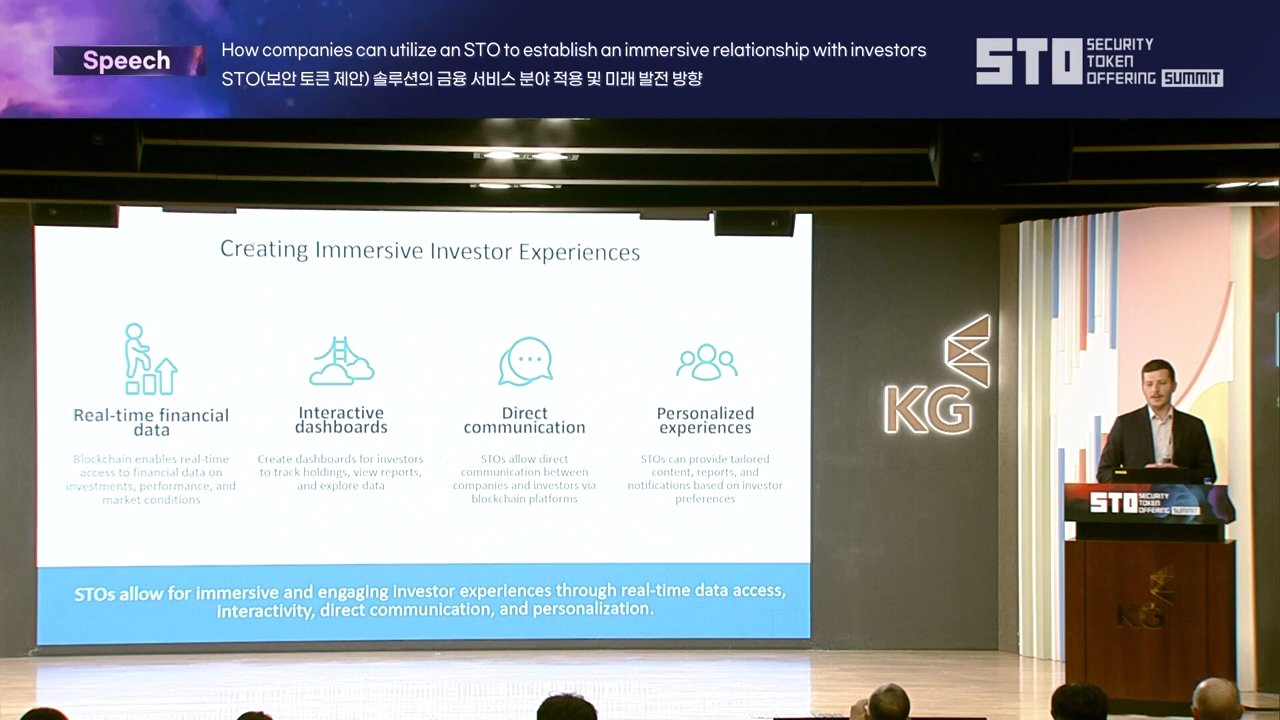 Speech
How companies can utilize an STO to establish an immersive relationship with investors
STO(보안 토큰 제안) 솔루션의 금융 서비스 분야 적용 및 미래 발전 방향
STO SECURITY
TOKEN
OFFERING SUMMIT
Creating Immersive Investor Experiences
Real-time financial
data
Blockchain enables real-time
access to financial data on
investments, performance, and
market conditions
Interactive
dashboards
Create dashboards for investors
to track holdings, view reports,
and explore data
Direct
communication
STOs allow direct
communication between
companies and investors via
blockchain platforms
Personalized
experiences
STOs can provide tailored
content, reports, and
notifications based on investor
preferences
STOs allow for immersive and engaging investor experiences through real-time data access,
interactivity, direct communication, and personalization.
KG
STO SECURITY
TOKEN
OFFERING SUMMIT
KG